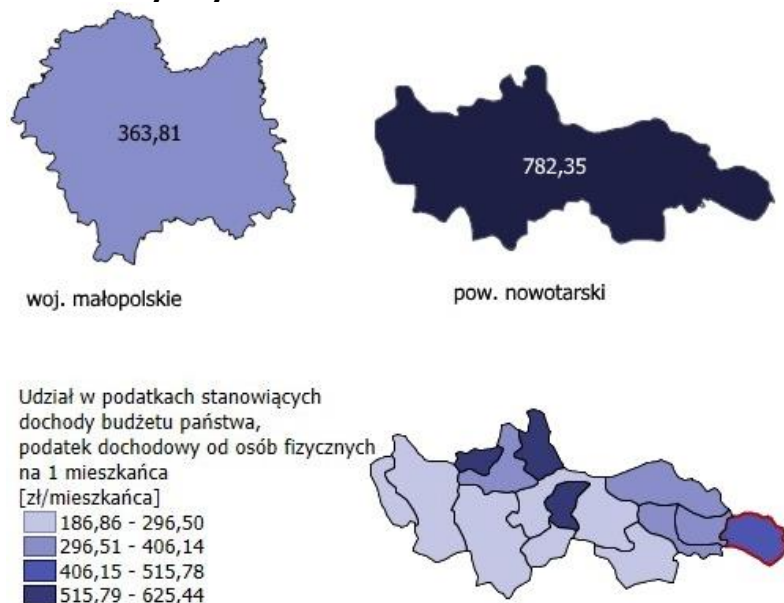 363,81
782,35
woj. małopolskie
pow. nowotarski
Udział w podatkach stanowiących
dochody budżetu państwa,
podatek dochodowy od osób fizycznych
na 1 mieszkańca
[zł/mieszkańca]
186,86 - 296,50
296,51 - 406,14
406,15 - 515,78
515,79 - 625,44